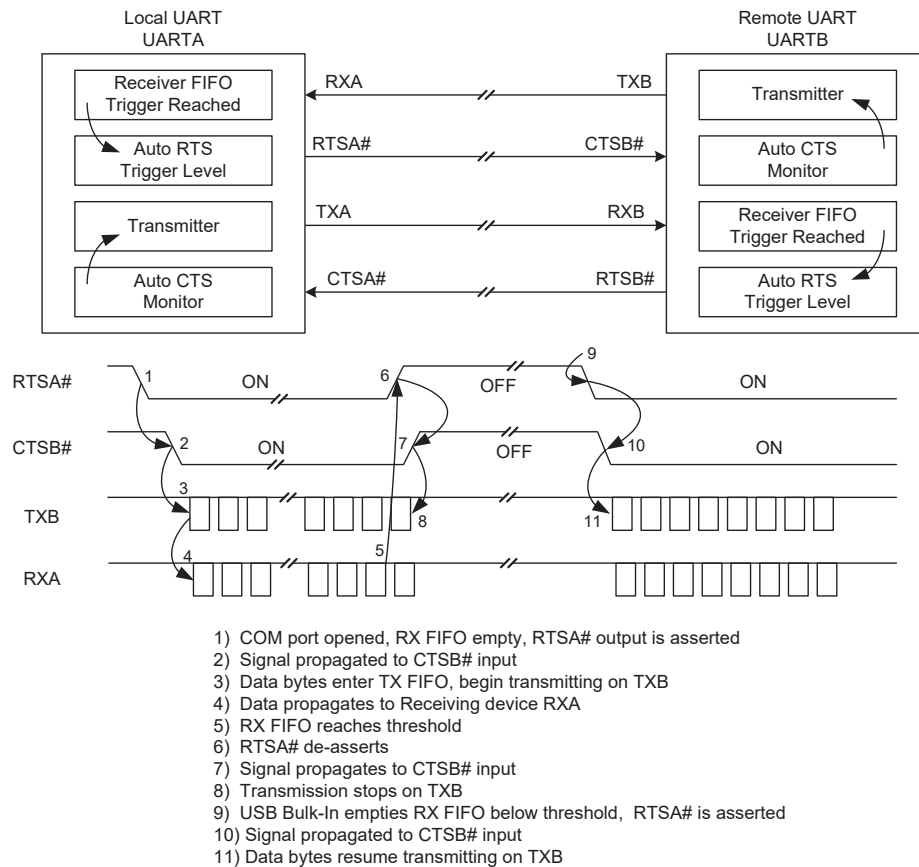 Local UART
UARTA
Remote UART
UARTB
Receiver FIFO
Trigger Reached
Auto RTS
Trigger Level
Transmitter
Auto CTS
Monitor
RXA
TXB
RTSA#
CTSB#
TXA
RXB
CTSA#
RTSB#
Transmitter
Auto CTS
Monitor
Receiver FIFO
Trigger Reached
Auto RTS
Trigger Level
RTSA#
1
ON
6
OFF
9
ON
CTSB#
2
ON
7
OFF
10
ON
TXB
3
8
11
RXA
4
5
1) COM port opened, RX FIFO empty, RTSA# output is asserted
2) Signal propagated to CTSB# input
3) Data bytes enter TX FIFO, begin transmitting on TXB
4) Data propagates to Receiving device RXA
5) RX FIFO reaches threshold
6) RTSA# de-asserts
7) Signal propagates to CTSB# input
8) Transmission stops on TXB
9) USB Bulk-In empties RX FIFO below threshold, RTSA# is asserted
10) Signal propagated to CTSB# input
11) Data bytes resume transmitting on TXB